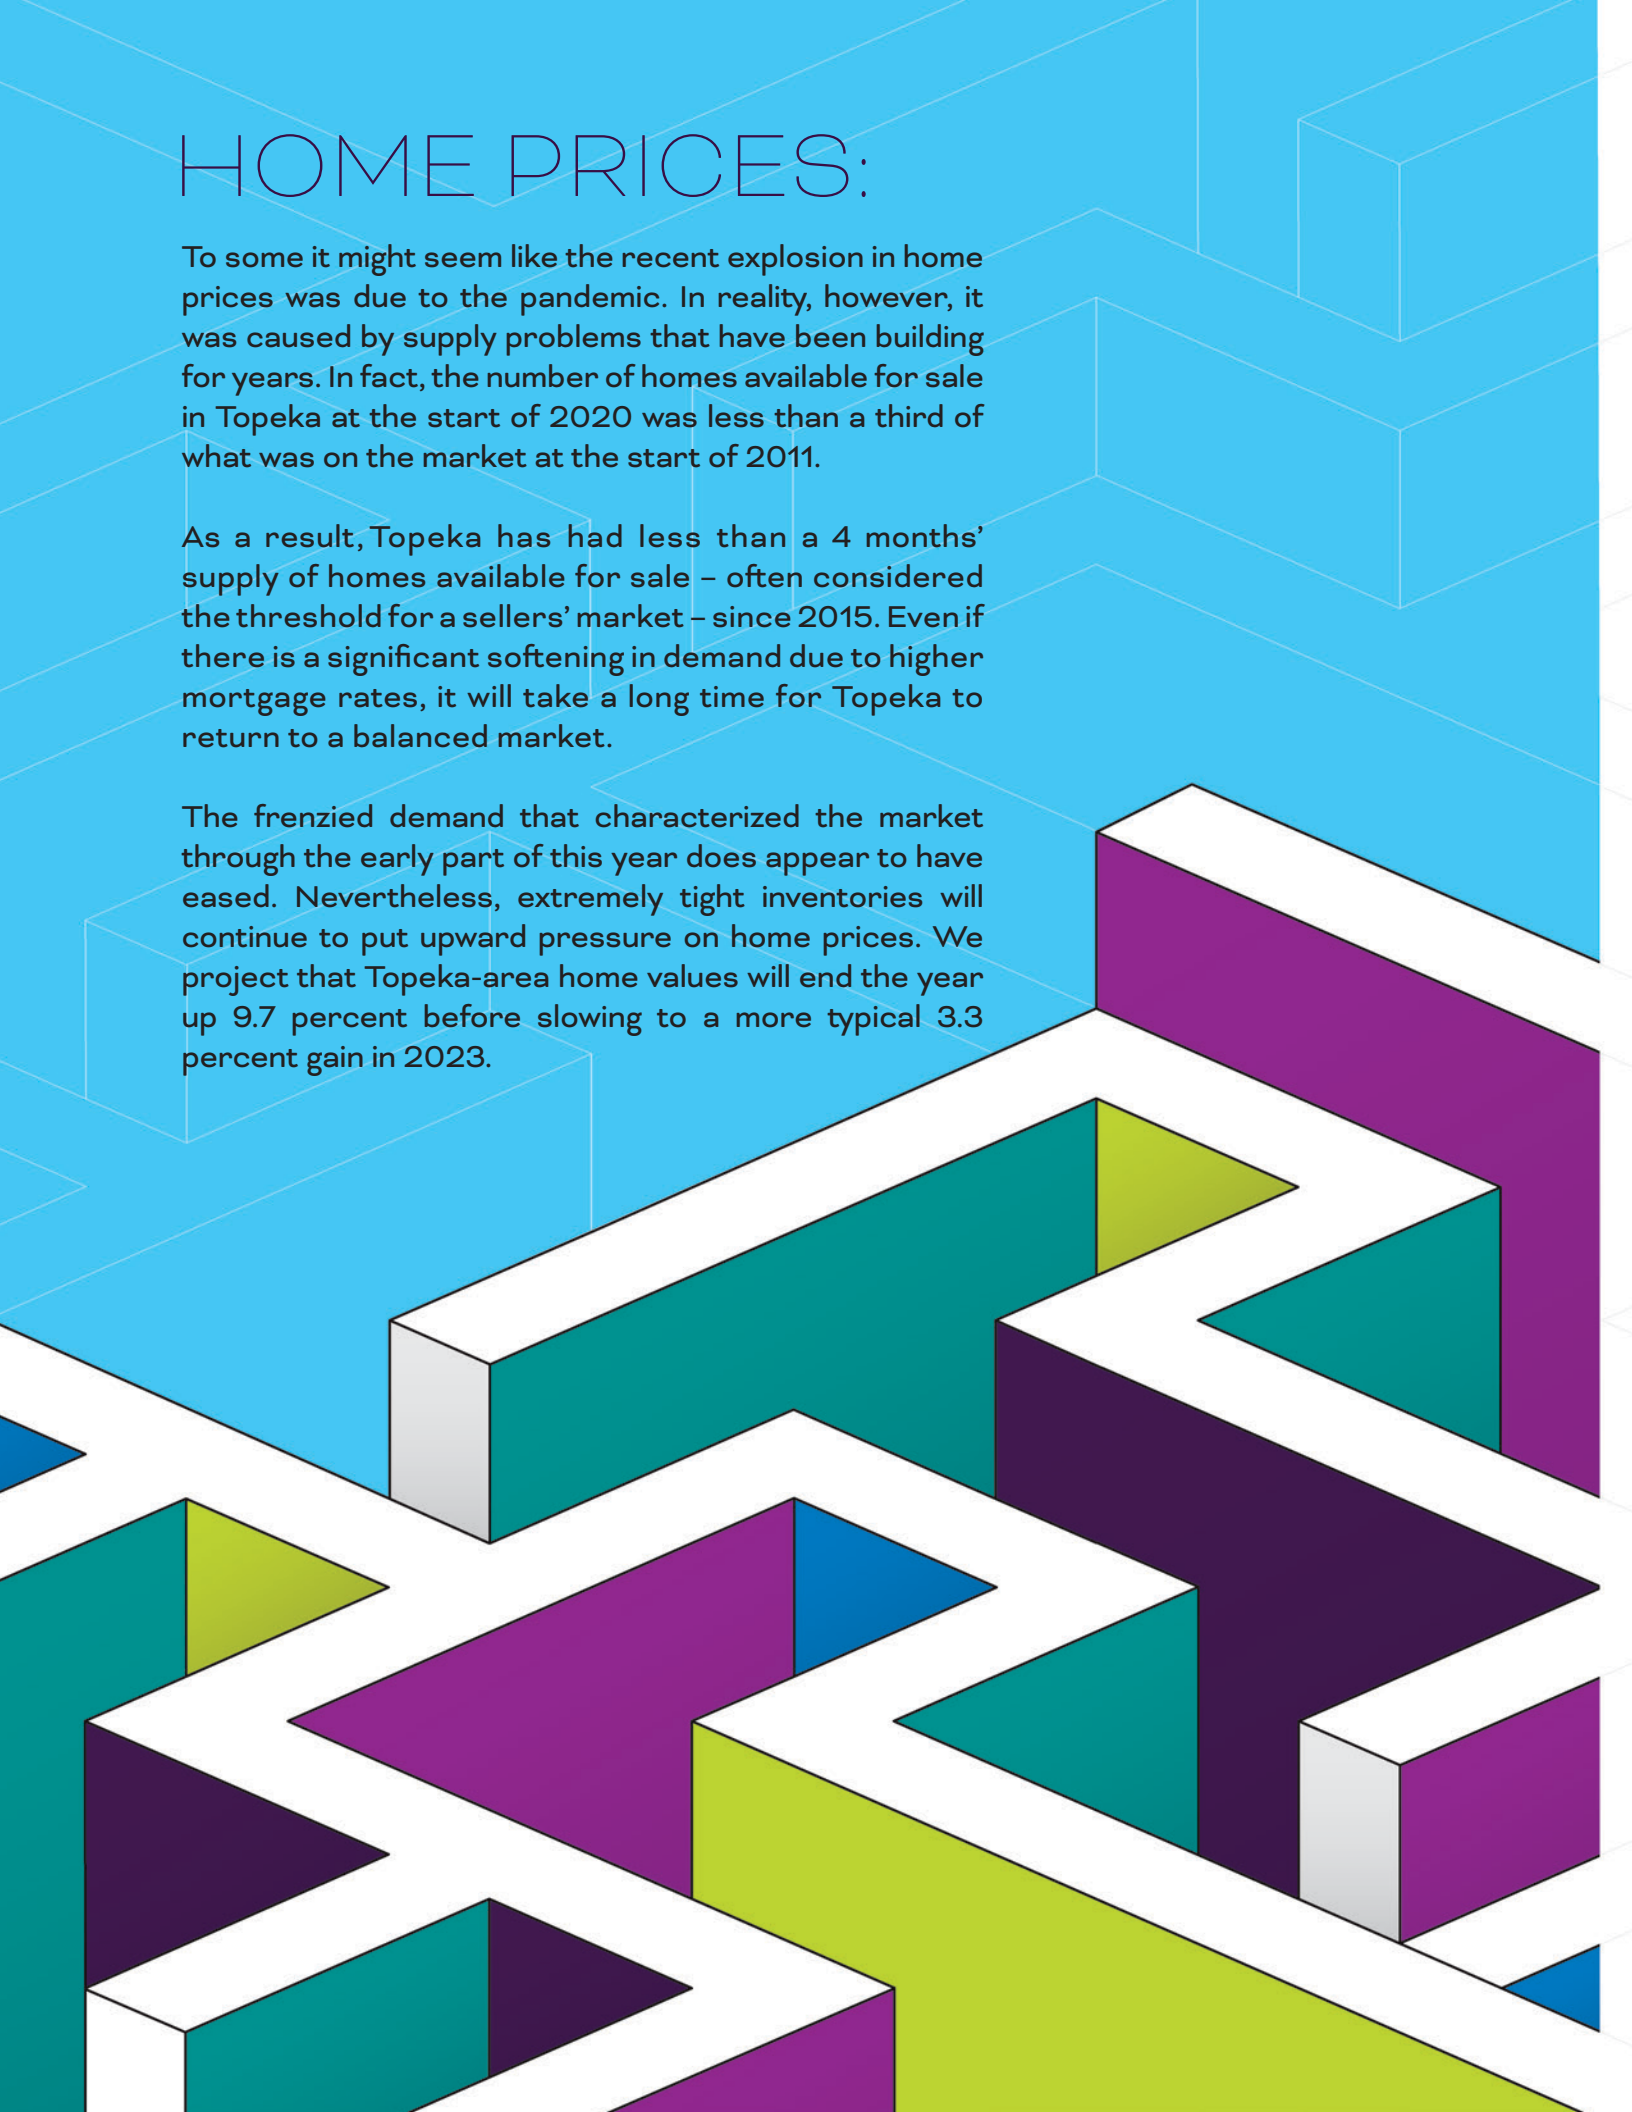 HOME PRICES:
To some it might seem like the recent explosion in home
prices was due to the pandemic. In reality, however, it
was caused by supply problems that have been building
for years. In fact, the number of homes available for sale
in Topeka at the start of 2020 was less than a third of
what was on the market at the start of 2011.
As a result, Topeka has had less than a 4 months’
supply of homes available for sale – often considered
the threshold for a sellers’ market – since 2015. Even if
there is a significant softening in demand due to higher
mortgage rates, it will take a long time for Topeka to
return to a balanced market.
The frenzied demand that characterized the market
through the early part of this year does appear to have
eased. Nevertheless, extremely tight inventories will
continue to put upward pressure on home prices. We
project that Topeka-area home values will end the year
up 9.7 percent before slowing to a more typical 3.3
percent gain in 2023.